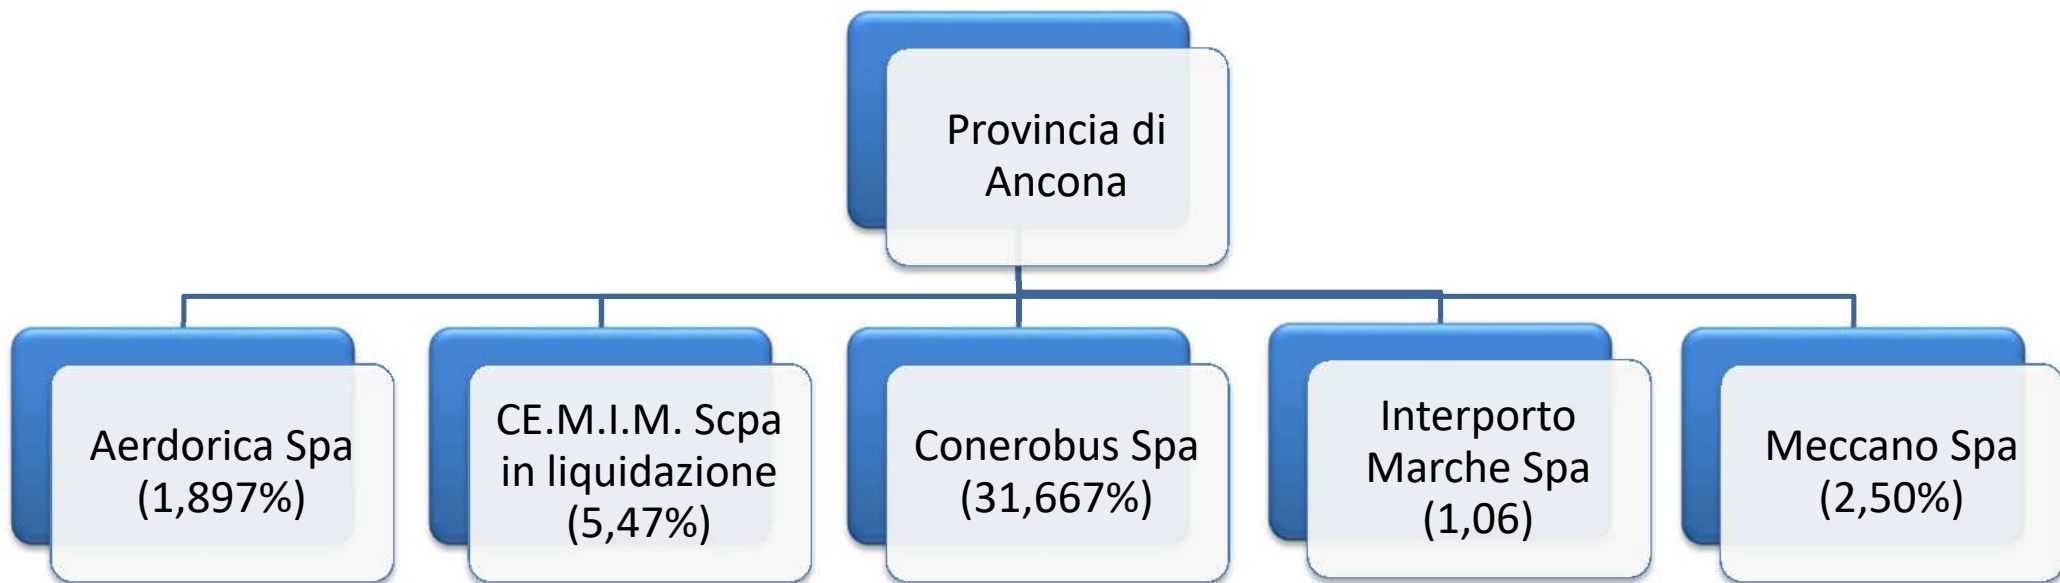 Provincia di
Ancona
Aerdorica Spa
(1,897%)
CE.M.I.M. Scpa
in liquidazione
(5,47%)
Conerobus Spa
(31,667%)
Interporto
Marche Spa
(1,06)
Meccano Spa
(2,50%)